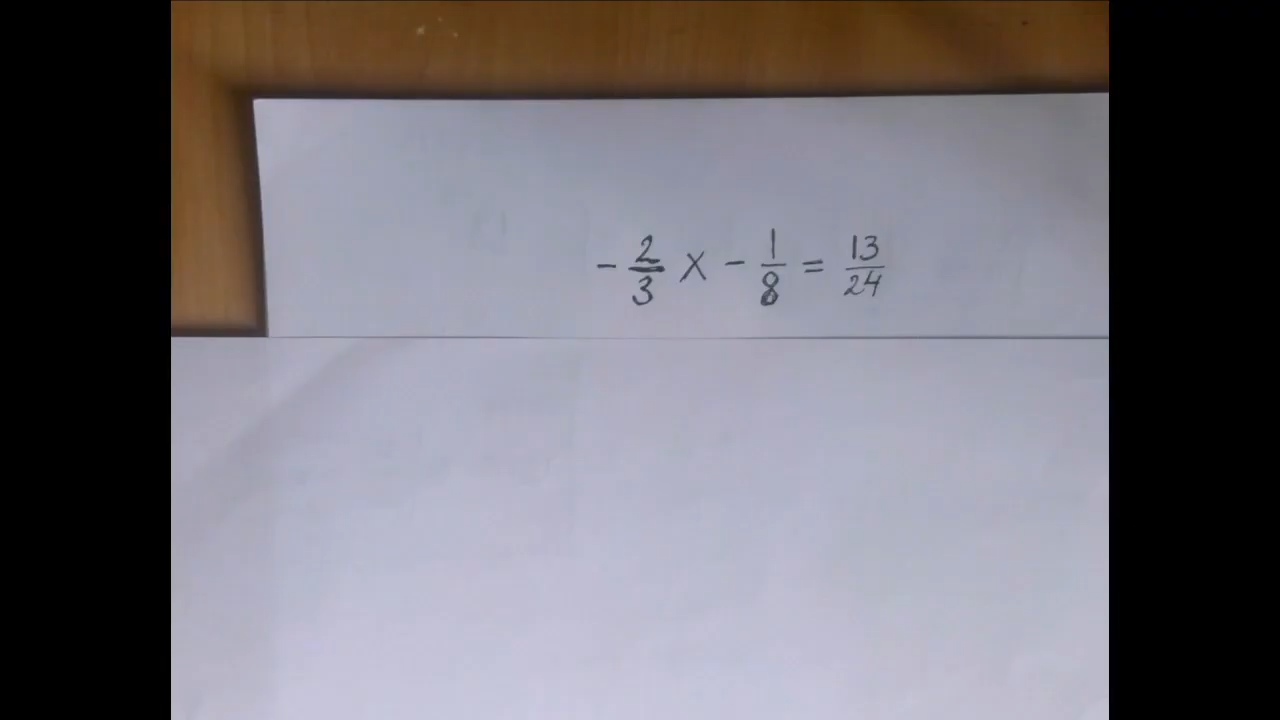 -2/3 x - 1/8 = 13/24